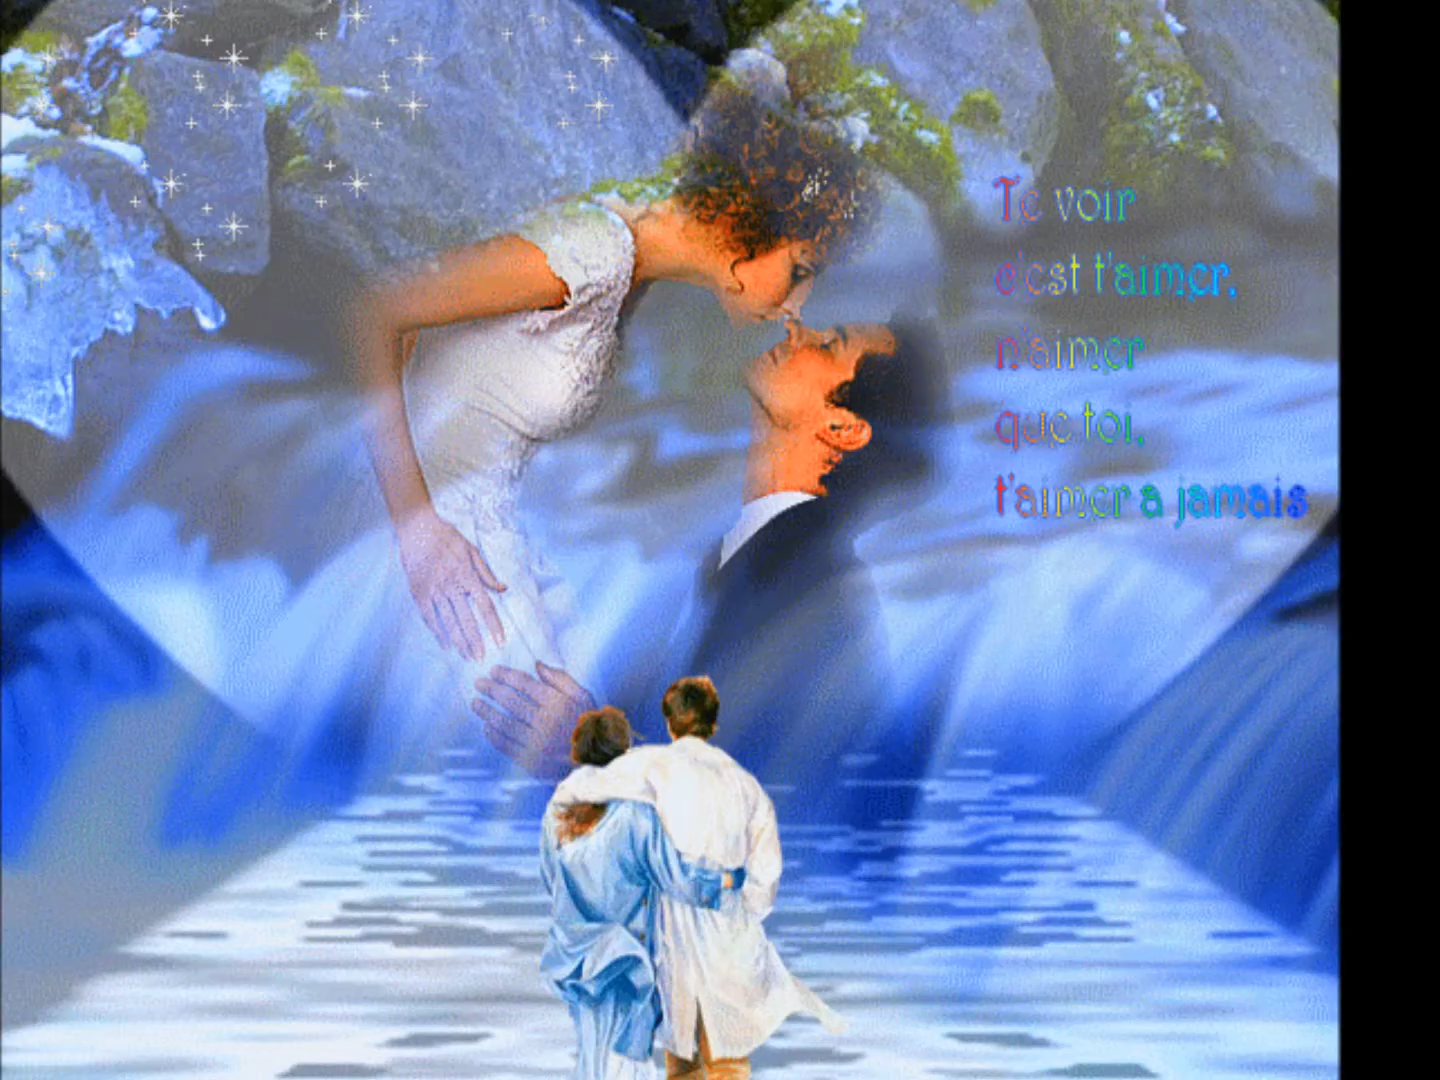 Te voir
c'est t'aimer,
n'aimer
que toi,
t'aimer a jamais